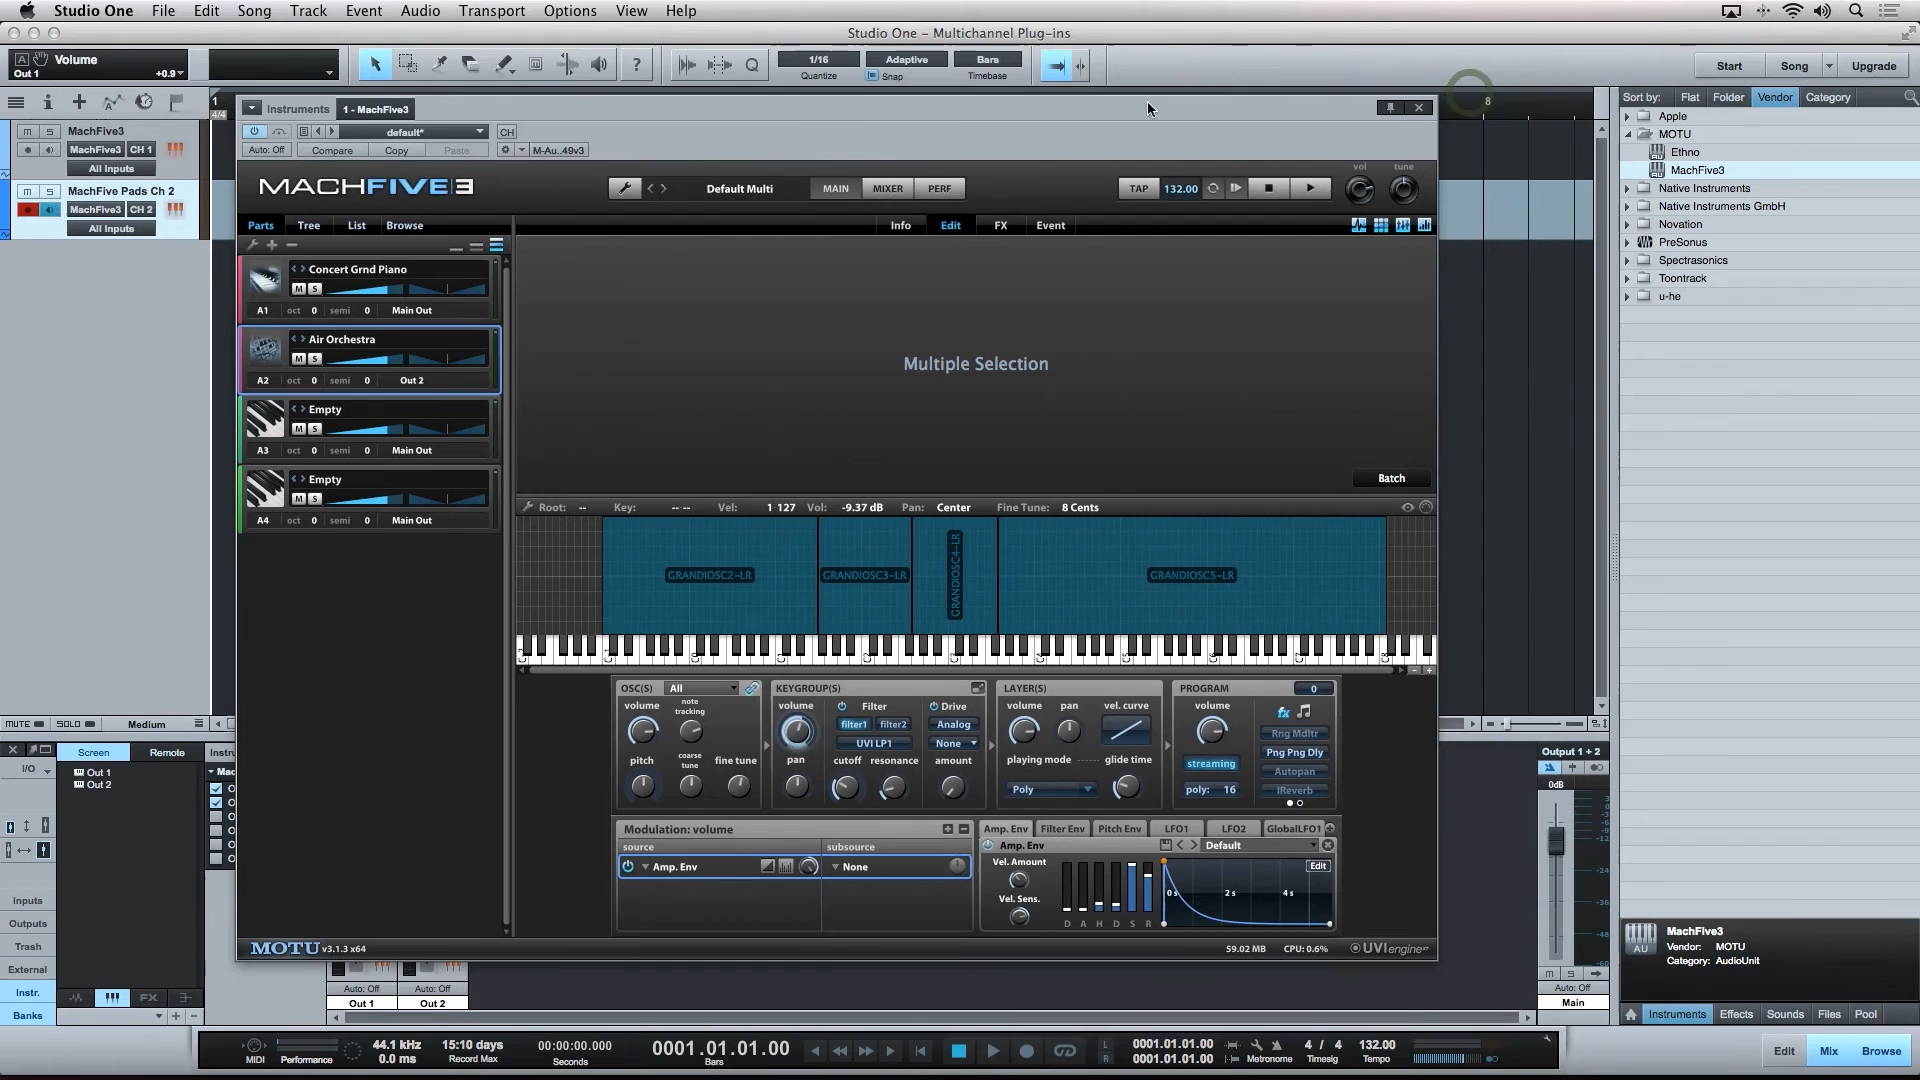 Studio One File Edit Song Track Event Audio Transport Options View Help
Studio One – Multichannel Plug-ins
Volume
Out 1 +0.9
1/16 Quantize
Adaptive Snap
Bars Timebase
Start Song Upgrade
1
4/4
8
MachFive3
MachFive3 CH 1
All Inputs
MachFive Pads Ch 2
MachFive3 CH 2
All Inputs
Instruments 1 - MachFive3
default* CH
Auto: Off Compare Copy Paste M-Au..49v3
MACHFIVE 3
Default Multi MAIN MIXER PERF TAP 132.00 vol tune
Parts Tree List Browse Info Edit FX Event
Concert Grnd Piano
M S
A1 oct 0 semi 0 Main Out
Air Orchestra
M S
A2 oct 0 semi 0 Out 2
Empty
M S
A3 oct 0 semi 0 Main Out
Empty
M S
A4 oct 0 semi 0 Main Out
Multiple Selection
Batch
Root: -- Key: -- -- Vel: 1 127 Vol: -9.37 dB Pan: Center Fine Tune: 8 Cents
GRANDIOSC2-LR GRANDIOSC3-LR GRANDIOSC4-LR GRANDIOSC5-LR
OSC(S) All
volume note tracking
pitch coarse tune fine tune
KEYGROUP(S)
volume Filter Drive
filter1 filter2 Analog
UVI LP1 None
pan cutoff resonance amount
LAYER(S)
volume pan vel. curve
playing mode glide time
Poly
PROGRAM 0
volume fx
Rng Mdltr
Png Png Dly
streaming Autopan
poly: 16 IReverb
Modulation: volume
source subsource
Amp. Env None
Amp. Env Filter Env Pitch Env LFO1 LFO2 GlobalLFO1
Amp. Env Default
Vel. Amount
Vel. Sens.
D A H D S R
0 s 2 s 4 s Edit
MOTU v3.1.3 x64 59.02 MB CPU: 0.6% UVIengine
Sort by: Flat Folder Vendor Category
Apple
MOTU
Ethno
MachFive3
Native Instruments
Native Instruments GmbH
Novation
PreSonus
Spectrasonics
Toontrack
u-he
MachFive3
Vendor: MOTU
Category: AudioUnit
Instruments Effects Sounds Files Pool
MUTE SOLO Medium
Screen Remote Instru
I/O Out 1
Out 2
Inputs
Outputs
Trash
External
Instr.
Banks
FX
Auto: Off Auto: Off
Out 1 Out 2
Output 1 + 2
0dB
M S
Auto: Off
Main
MIDI Performance
44.1 kHz
0.0 ms
15:10 days
Record Max
00:00:00.000
Seconds
0001.01.01.00
Bars
L 0001.01.01.00
R 0001.01.01.00
Metronome
4 / 4
Timesig
132.00
Tempo
Edit Mix Browse